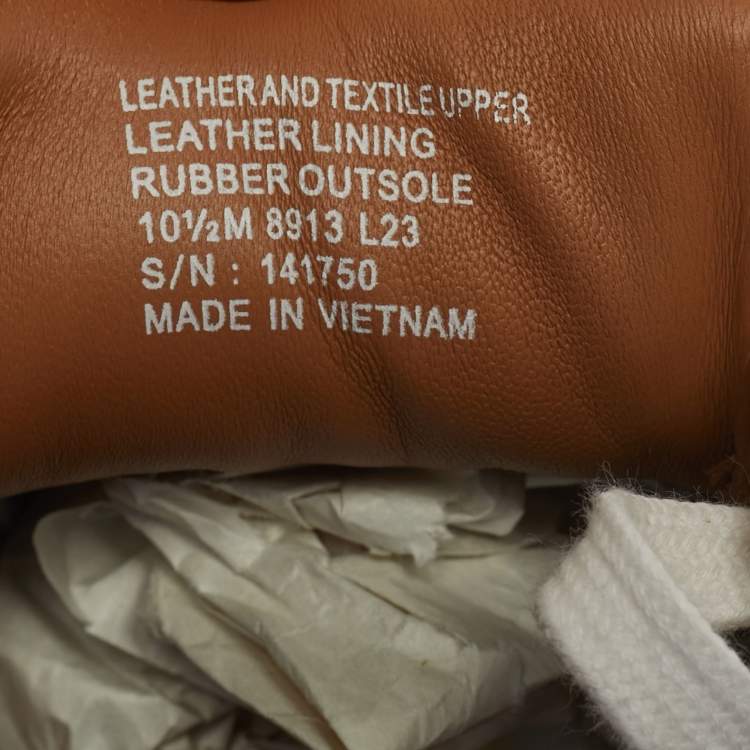 LEATHER AND TEXTILE UPPER
LEATHER LINING
RUBBER OUTSOLE
10½M 8913 L23
S/N : 141750
MADE IN VIETNAM